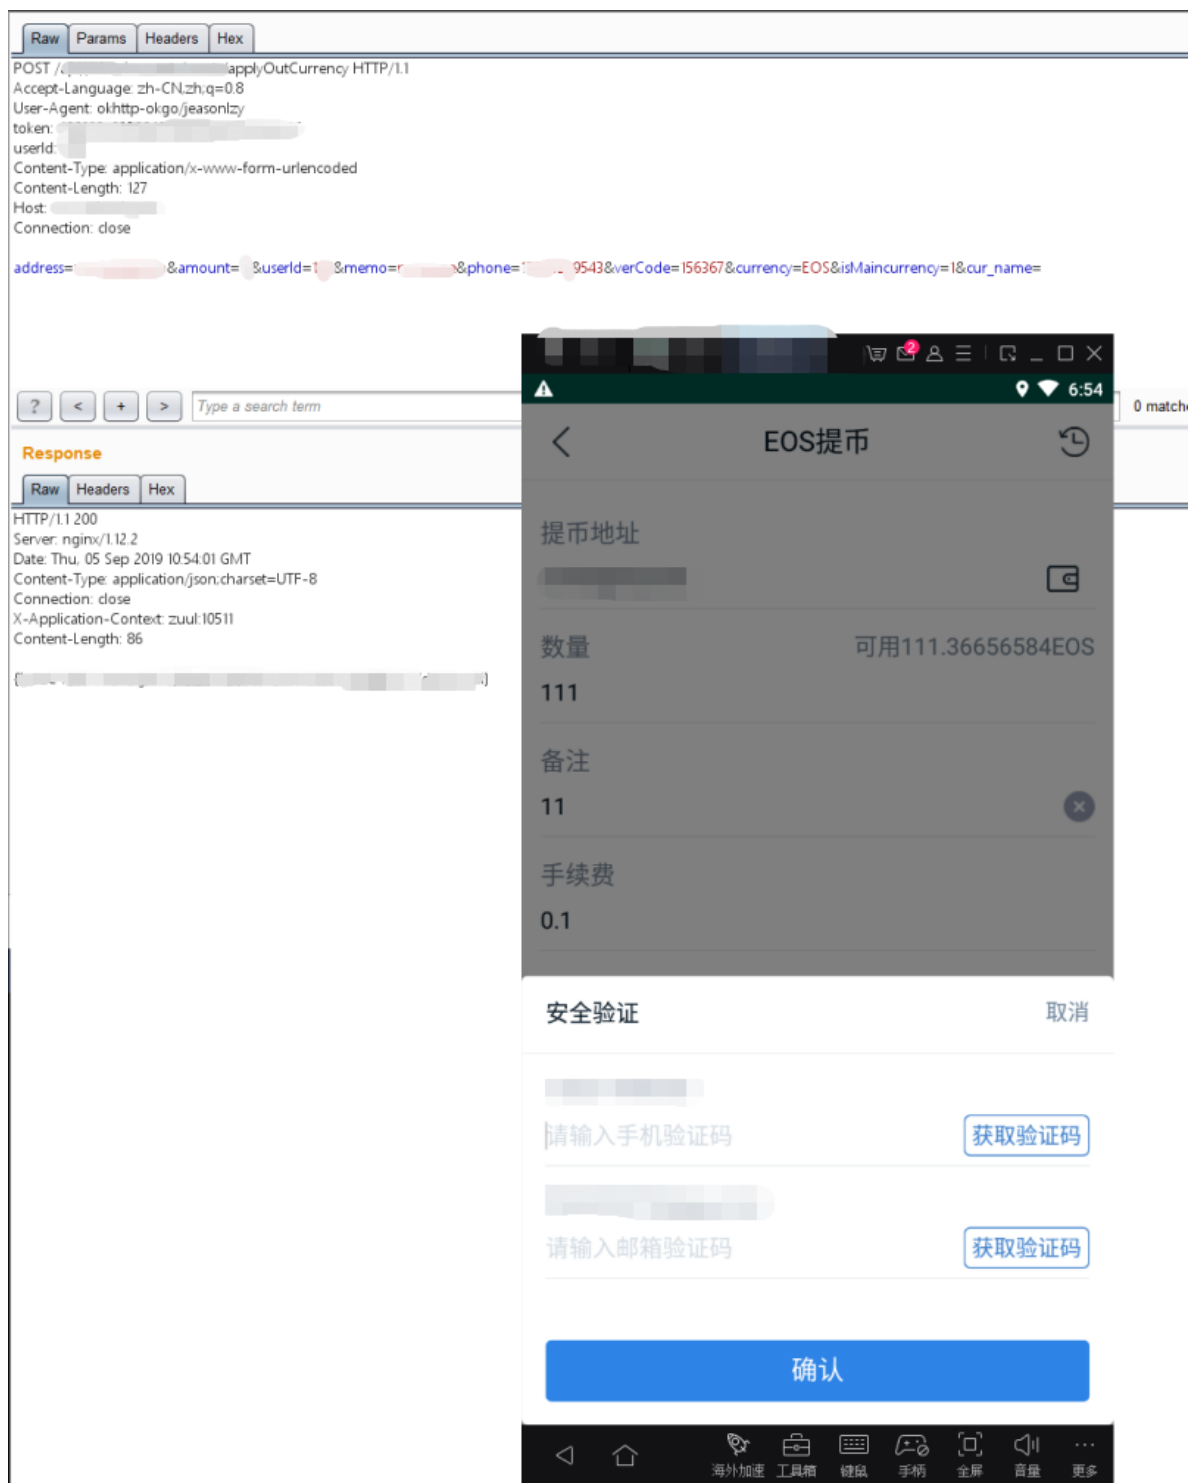 Raw Params Headers Hex
POST / applyOutCurrency HTTP/1.1
Accept-Language: zh-CN,zh;q=0.8
User-Agent: okhttp-okgo/jeasonlzy
token:
userId:
Content-Type: application/x-www-form-urlencoded
Content-Length: 127
Host:
Connection: close
address= &amount= &userId=1 &memo= &phone=1 9543&verCode=156367&currency=EOS&isMaincurrency=1&cur_name=
? < + > Type a search term 0 matche
Response
Raw Headers Hex
HTTP/1.1 200
Server: nginx/1.12.2
Date: Thu, 05 Sep 2019 10:54:01 GMT
Content-Type: application/json;charset=UTF-8
Connection: close
X-Application-Context: zuul:10511
Content-Length: 86
{ }
2
6:54
EOS提币
提币地址
数量 可用111.36656584EOS
111
备注
11
手续费
0.1
安全验证 取消
请输入手机验证码 获取验证码
请输入邮箱验证码 获取验证码
确认
海外加速 工具箱 键鼠 手柄 全屏 音量 更多